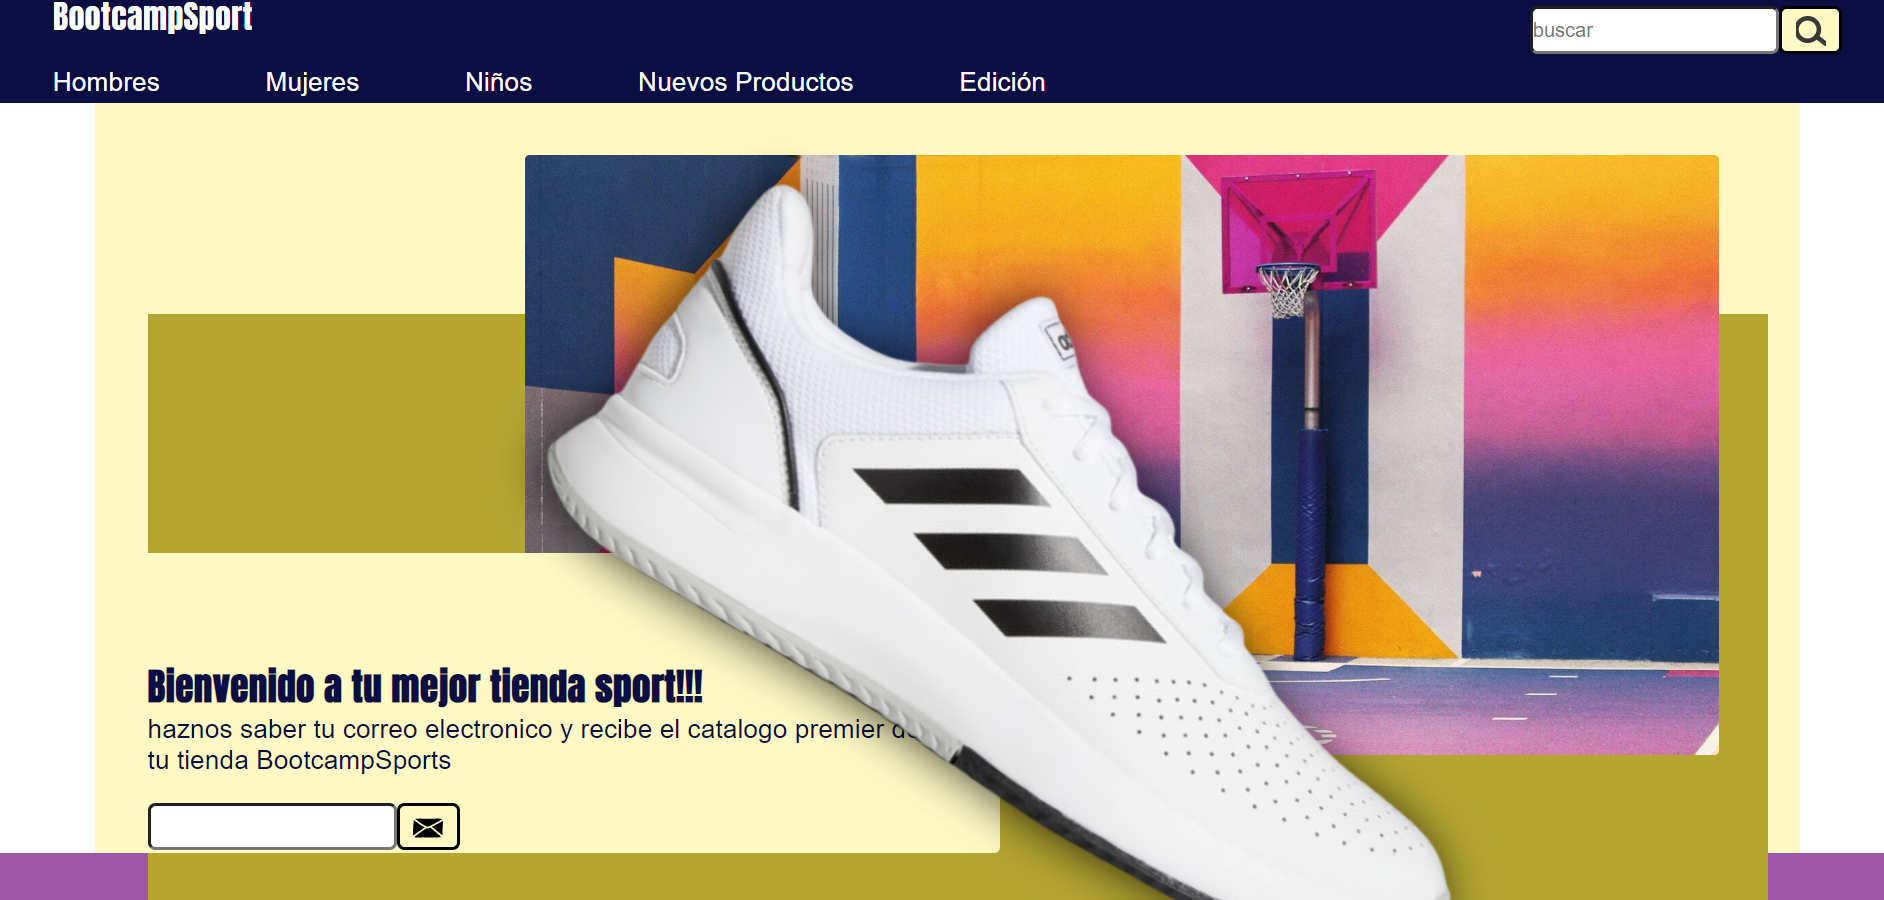 BootcampSport
buscar
Hombres Mujeres Niños Nuevos Productos Edición
Bienvenido a tu mejor tienda sport!!!
haznos saber tu correo electronico y recibe el catalogo premier
tu tienda BootcampSports